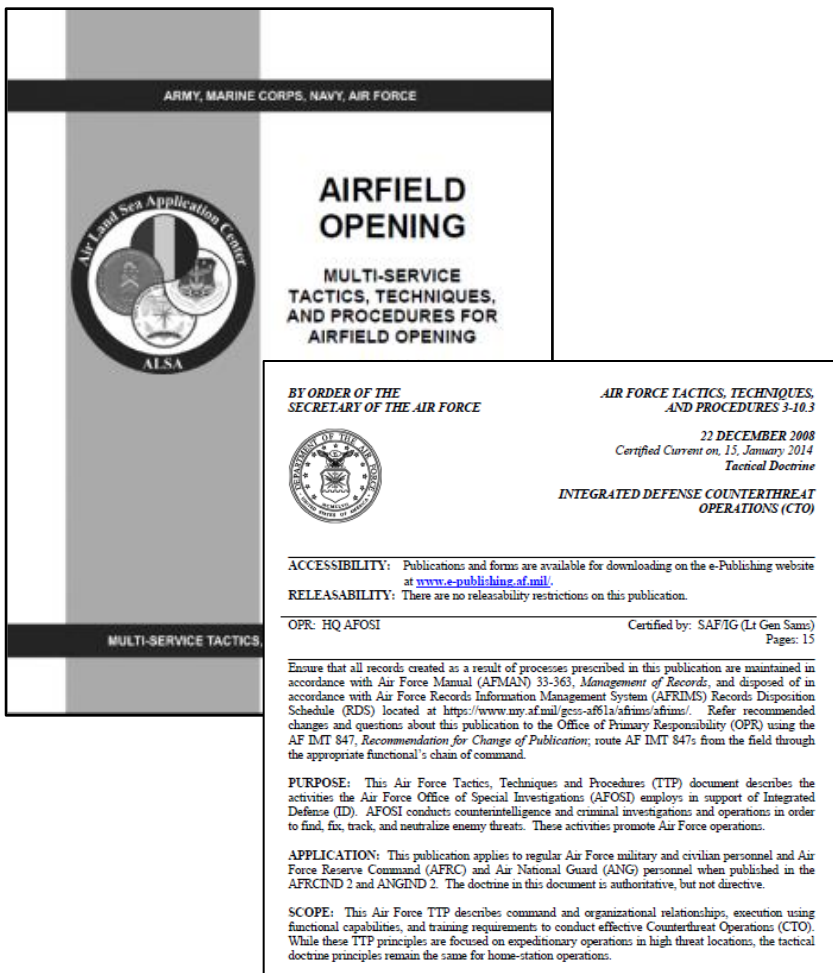 ARMY, MARINE CORPS, NAVY, AIR FORCE
Air Land Sea Application Center
ALSA
AIRFIELD
OPENING
MULTI-SERVICE
TACTICS, TECHNIQUES,
AND PROCEDURES FOR
AIRFIELD OPENING
MULTI-SERVICE TACTICS,
BY ORDER OF THE
SECRETARY OF THE AIR FORCE
DEPARTMENT OF THE AIR FORCE
UNITED STATES OF AMERICA
AIR FORCE TACTICS, TECHNIQUES,
AND PROCEDURES 3-10.3
22 DECEMBER 2008
Certified Current on, 15, January 2014
Tactical Doctrine
INTEGRATED DEFENSE COUNTERTHREAT
OPERATIONS (CTO)
ACCESSIBILITY: Publications and forms are available for downloading on the e-Publishing website
at www.e-publishing.af.mil/.
RELEASABILITY: There are no releasability restrictions on this publication.
OPR: HQ AFOSI
Certified by: SAF/IG (Lt Gen Sams)
Pages: 15
Ensure that all records created as a result of processes prescribed in this publication are maintained in
accordance with Air Force Manual (AFMAN) 33-363, Management of Records, and disposed of in
accordance with Air Force Records Information Management System (AFRIMS) Records Disposition
Schedule (RDS) located at https://www.my.af.mil/gcss-af61a/afrims/afrims/. Refer recommended
changes and questions about this publication to the Office of Primary Responsibility (OPR) using the
AF IMT 847, Recommendation for Change of Publication; route AF IMT 847s from the field through
the appropriate functional's chain of command.
PURPOSE: This Air Force Tactics, Techniques and Procedures (TTP) document describes the
activities the Air Force Office of Special Investigations (AFOSI) employs in support of Integrated
Defense (ID). AFOSI conducts counterintelligence and criminal investigations and operations in order
to find, fix, track, and neutralize enemy threats. These activities promote Air Force operations.
APPLICATION: This publication applies to regular Air Force military and civilian personnel and Air
Force Reserve Command (AFRC) and Air National Guard (ANG) personnel when published in the
AFRCIND 2 and ANGIND 2. The doctrine in this document is authoritative, but not directive.
SCOPE: This Air Force TTP describes command and organizational relationships, execution using
functional capabilities, and training requirements to conduct effective Counterthreat Operations (CTO).
While these TTP principles are focused on expeditionary operations in high threat locations, the tactical
doctrine principles remain the same for home-station operations.